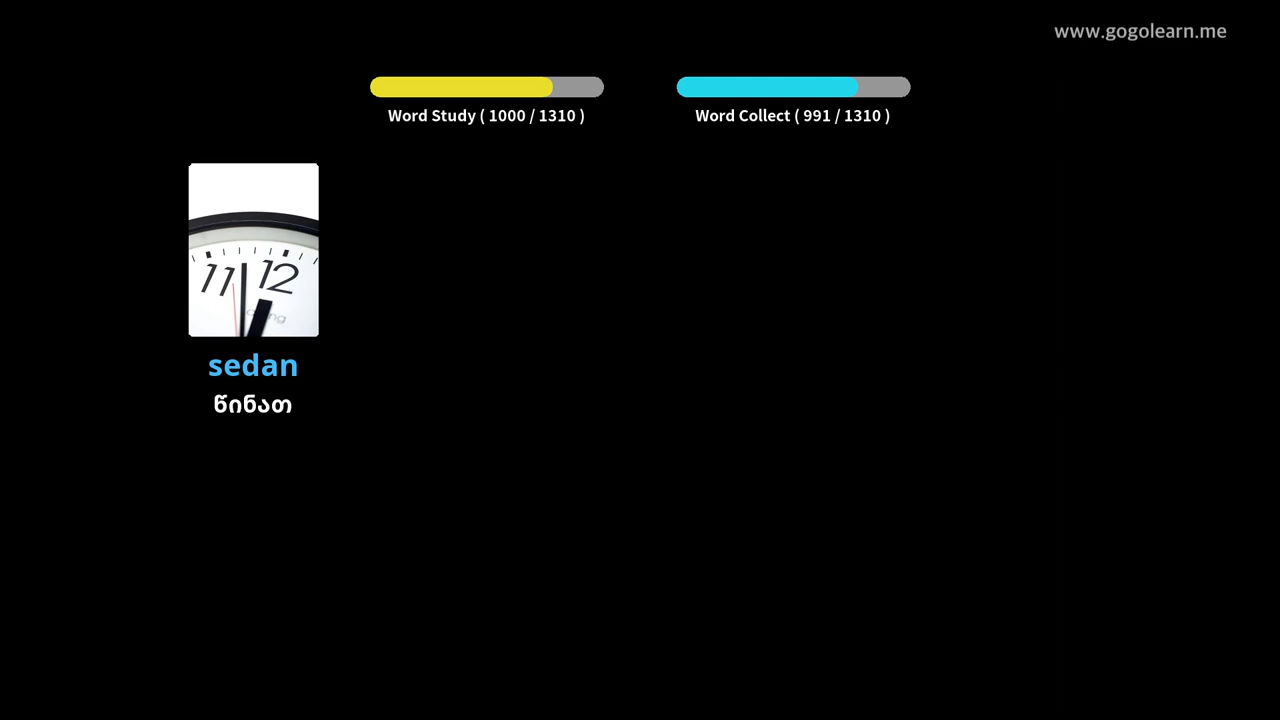 www.gogolearn.me
Word Study ( 1000 / 1310 )
Word Collect ( 991 / 1310 )
11 12
sedan
წინათ